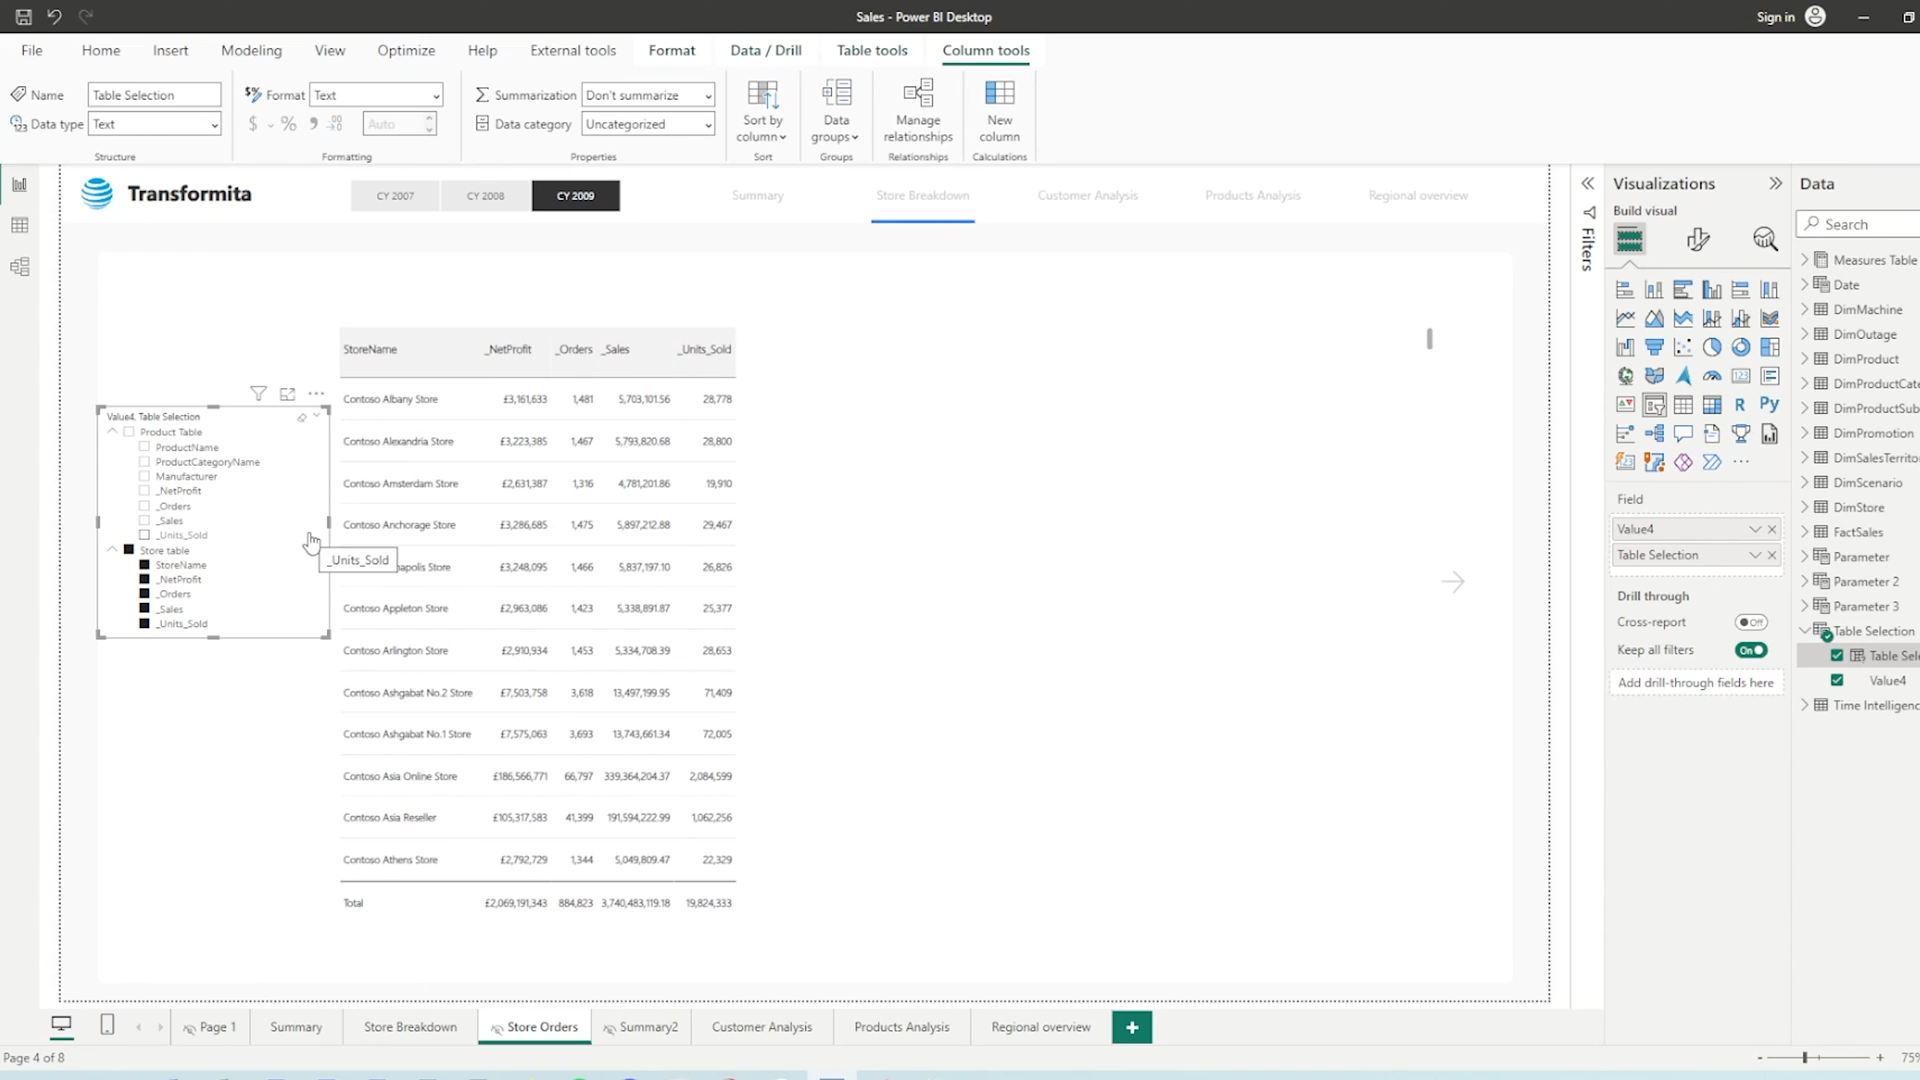 Sales - Power BI Desktop
Sign in
File Home Insert Modeling View Optimize Help External tools Format Data / Drill Table tools Column tools
Name Table Selection
Data type Text
Structure
Format Text
$ % Auto
Formatting
Summarization Don't summarize
Data category Uncategorized
Properties
Sort by column
Sort
Data groups
Groups
Manage relationships
Relationships
New column
Calculations
Transformita
CY 2007 CY 2008 CY 2009
Summary Store Breakdown Customer Analysis Products Analysis Regional overview
Value4, Table Selection
Product Table
ProductName
ProductCategoryName
Manufacturer
_NetProfit
_Orders
_Sales
_Units_Sold
Store table
StoreName
_NetProfit
_Orders
_Sales
_Units_Sold
_Units_Sold
StoreName _NetProfit _Orders _Sales _Units_Sold
Contoso Albany Store £3,161,633 1,481 5,703,101.56 28,778
Contoso Alexandria Store £3,223,385 1,467 5,793,820.68 28,800
Contoso Amsterdam Store £2,631,387 1,316 4,781,201.86 19,910
Contoso Anchorage Store £3,286,685 1,475 5,897,212.88 29,467
napolis Store £3,248,095 1,466 5,837,197.10 26,826
Contoso Appleton Store £2,963,086 1,423 5,338,891.87 25,377
Contoso Arlington Store £2,910,934 1,453 5,334,708.39 28,653
Contoso Ashgabat No.2 Store £7,503,758 3,618 13,497,199.95 71,409
Contoso Ashgabat No.1 Store £7,575,063 3,693 13,743,661.34 72,005
Contoso Asia Online Store £186,566,771 66,797 339,364,204.37 2,084,599
Contoso Asia Reseller £105,317,583 41,399 191,594,222.99 1,062,256
Contoso Athens Store £2,792,729 1,344 5,049,809.47 22,329
Total £2,069,191,343 884,823 3,740,483,119.18 19,824,333
Filters
Visualizations
Build visual
R Py
Field
Value4
Table Selection
Drill through
Cross-report Off
Keep all filters On
Add drill-through fields here
Data
Search
Measures Table
Date
DimMachine
DimOutage
DimProduct
DimProductCate
DimProductSub
DimPromotion
DimSalesTerrito
DimScenario
DimStore
FactSales
Parameter
Parameter 2
Parameter 3
Table Selection
Table Sele
Value4
Time Intelligenc
Page 1 Summary Store Breakdown Store Orders Summary2 Customer Analysis Products Analysis Regional overview +
Page 4 of 8
- + 75%